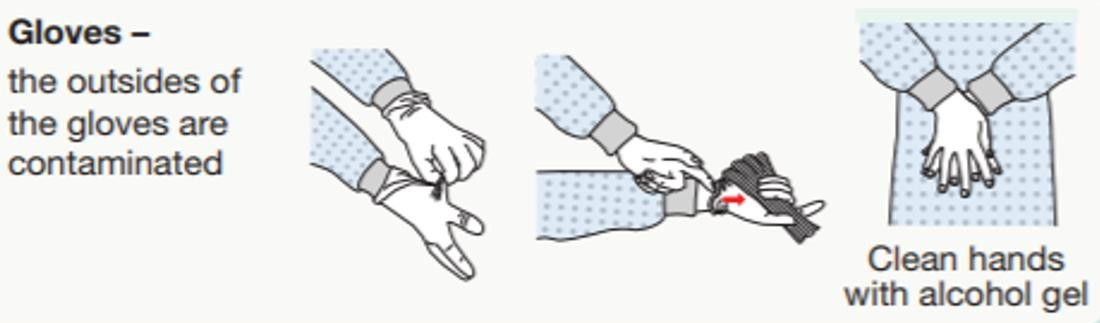 Gloves –
the outsides of
the gloves are
contaminated
Clean hands
with alcohol gel